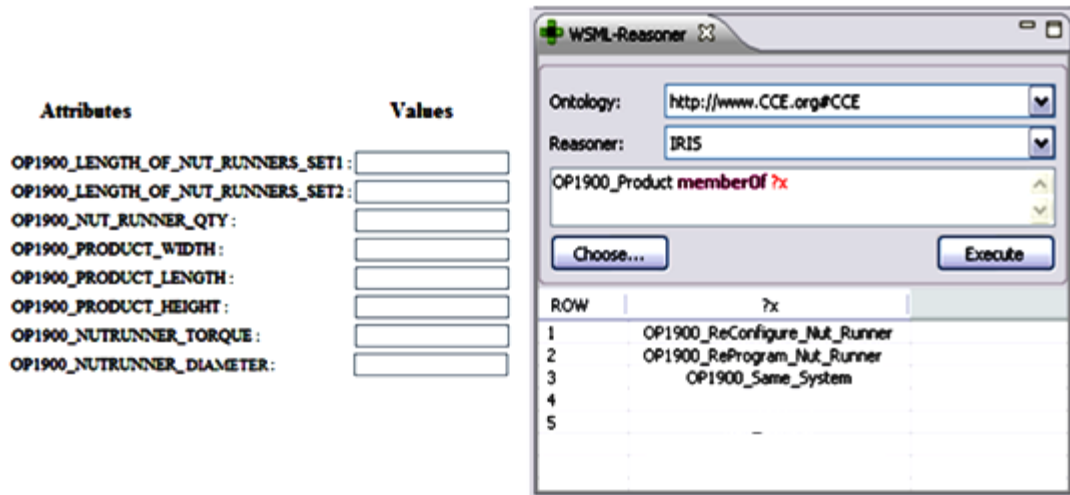 Attributes Values
OP1900_LENGTH_OF_NUT_RUNNERS_SET1 :
OP1900_LENGTH_OF_NUT_RUNNERS_SET2 :
OP1900_NUT_RUNNER_QTY :
OP1900_PRODUCT_WIDTH :
OP1900_PRODUCT_LENGTH :
OP1900_PRODUCT_HEIGHT :
OP1900_NUTRUNNER_TORQUE :
OP1900_NUTRUNNER_DIAMETER:
WSML-Reasoner
Ontology: http://www.CCE.org#CCE
Reasoner: IRIS
OP1900_Product memberOf ?x
Choose... Execute
ROW ?x
1 OP1900_ReConfigure_Nut_Runner
2 OP1900_ReProgram_Nut_Runner
3 OP1900_Same_System
4
5